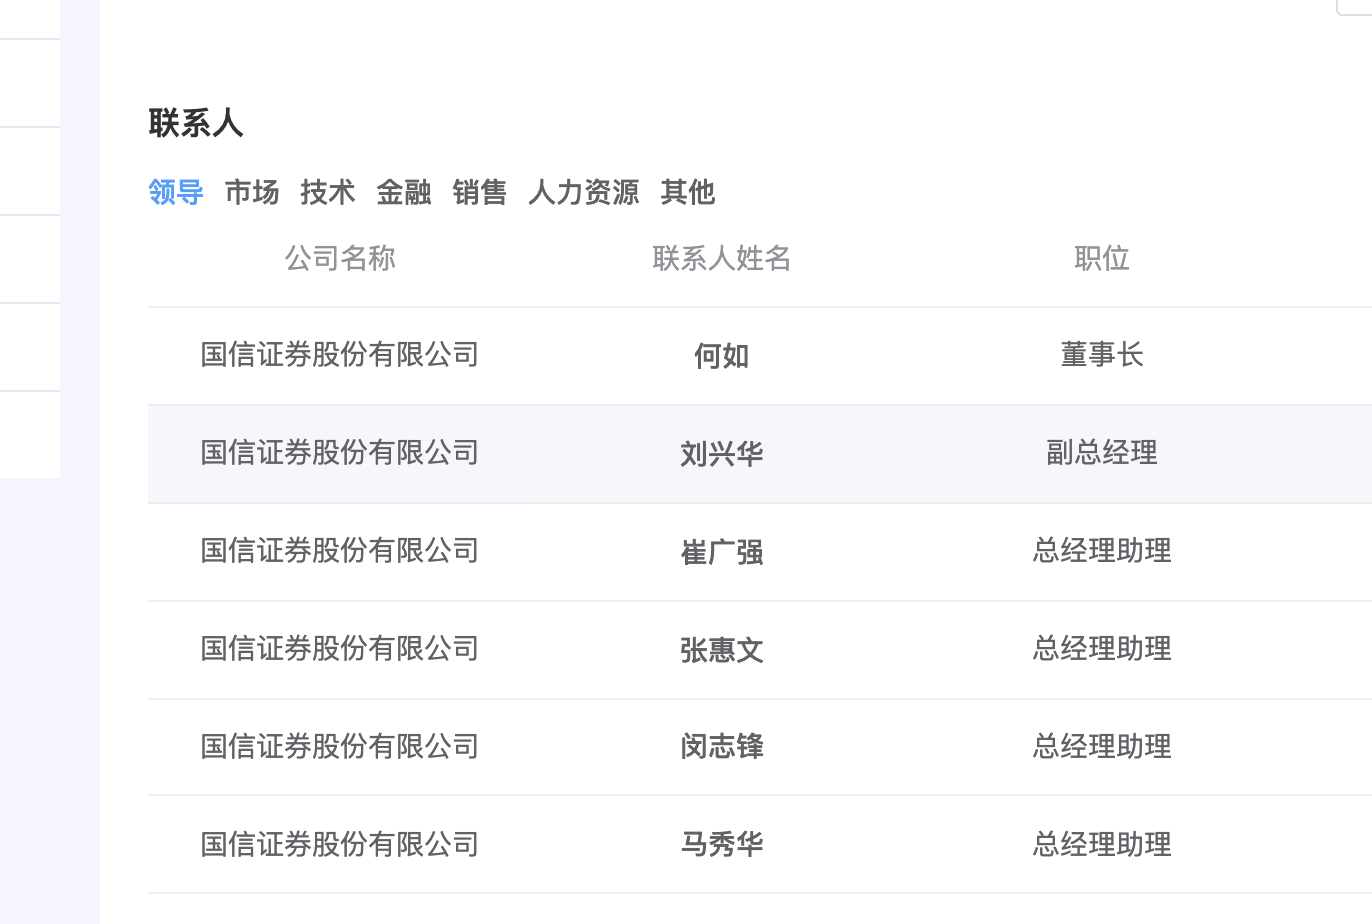 联系人
领导 市场 技术 金融 销售 人力资源 其他
公司名称 联系人姓名 职位
国信证券股份有限公司 何如 董事长
国信证券股份有限公司 刘兴华 副总经理
国信证券股份有限公司 崔广强 总经理助理
国信证券股份有限公司 张惠文 总经理助理
国信证券股份有限公司 闵志锋 总经理助理
国信证券股份有限公司 马秀华 总经理助理